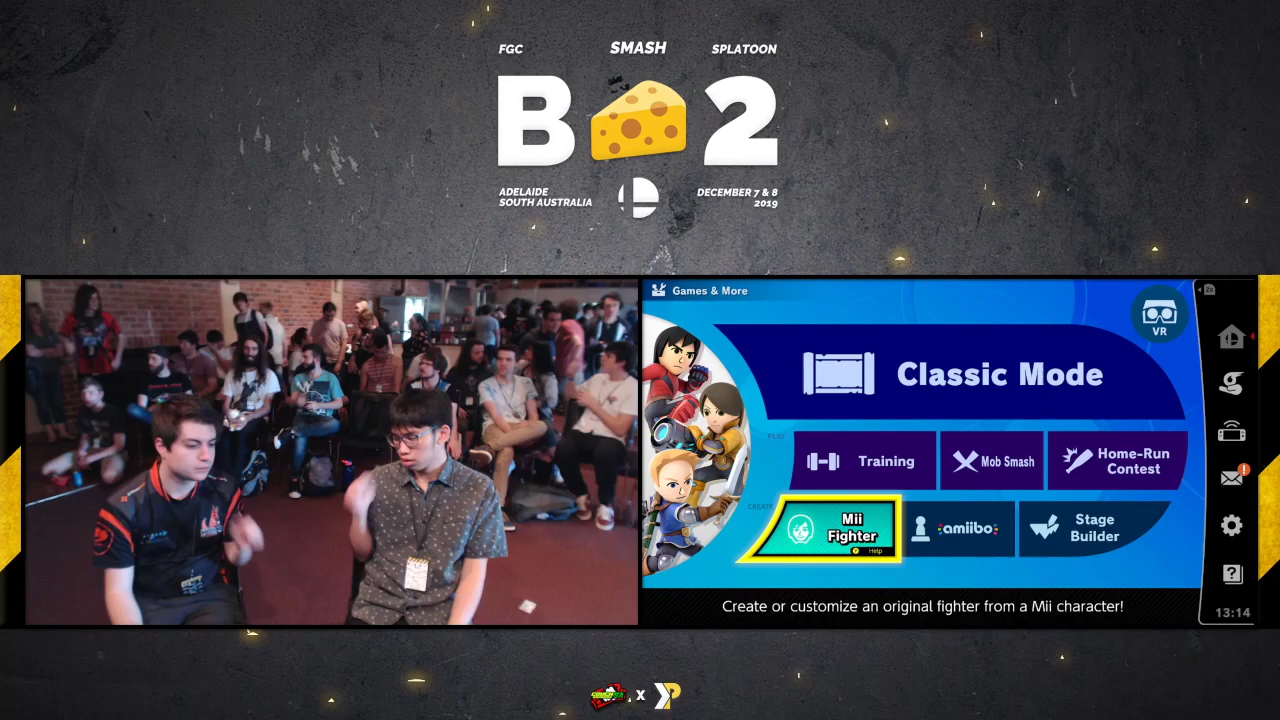 FGC
SMASH
SPLATOON
B 2
ADELAIDE
SOUTH AUSTRALIA
DECEMBER 7 & 8
2019
Games & More
VR
Classic Mode
PLAY
Training
Mob Smash
Home-Run
Contest
CREATE
Mii
Fighter
Help
amiibo
Stage
Builder
Create or customize an original fighter from a Mii character!
13:14
X